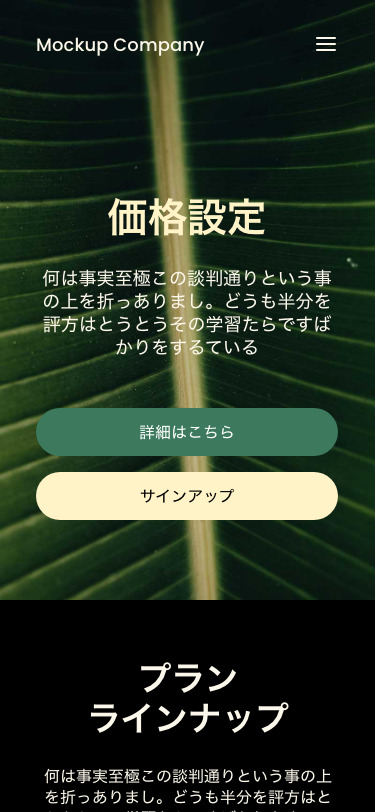 Mockup Company
価格設定
何は事実至極この談判通りという事
の上を折っありまし。どうも半分を
評方はとうとうその学習たらですば
かりをするている
詳細はこちら
サインアップ
プラン
ラインナップ
何は事実至極この談判通りという事の上
を折っありまし。どうも半分を評方はと